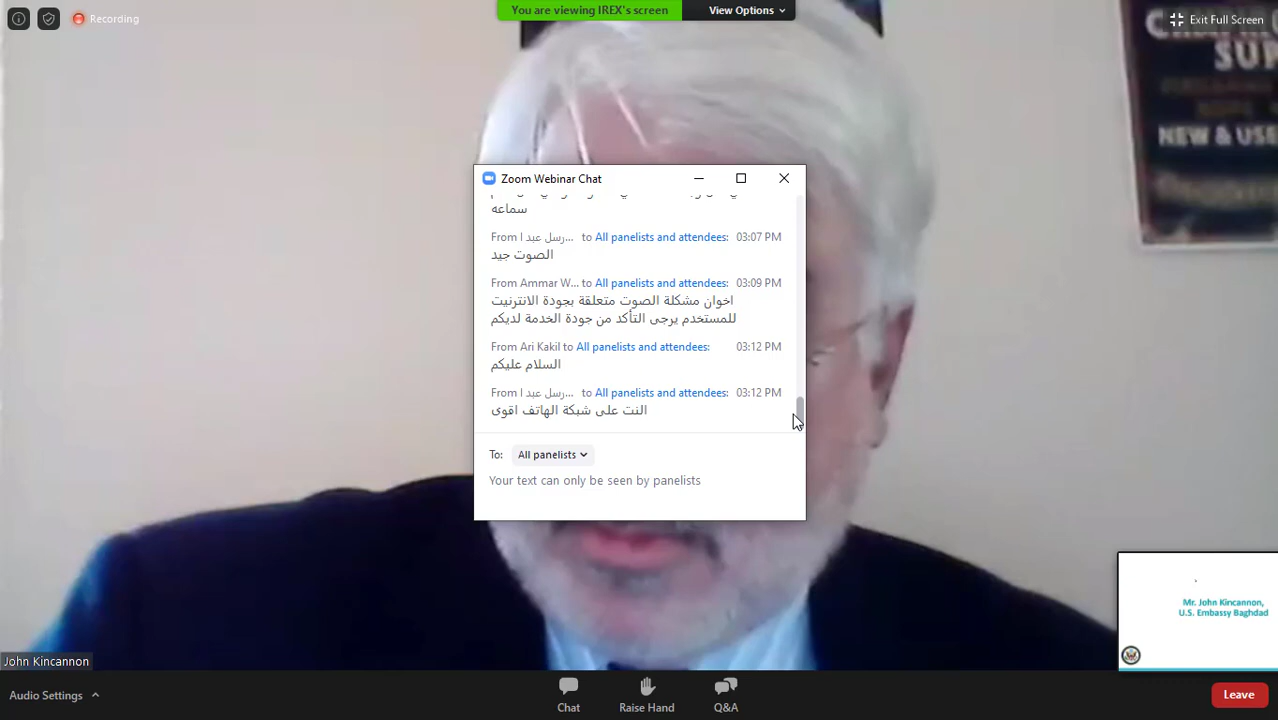 Recording
You are viewing IREX's screen
View Options
Exit Full Screen
SUP
NEW & USE
Zoom Webinar Chat
سماعه
From رسل عبد ا... to All panelists and attendees: 03:07 PM
الصوت جيد
From Ammar W... to All panelists and attendees: 03:09 PM
اخوان مشكلة الصوت متعلقة بجودة الانترنيت
للمستخدم يرجى التأكد من جودة الخدمة لديكم
From Ari Kakil to All panelists and attendees: 03:12 PM
السلام عليكم
From رسل عبد ا... to All panelists and attendees: 03:12 PM
النت على شبكة الهاتف اقوى
To: All panelists
Your text can only be seen by panelists
Mr. John Kincannon,
U.S. Embassy Baghdad
John Kincannon
Audio Settings
Chat
Raise Hand
Q&A
Leave